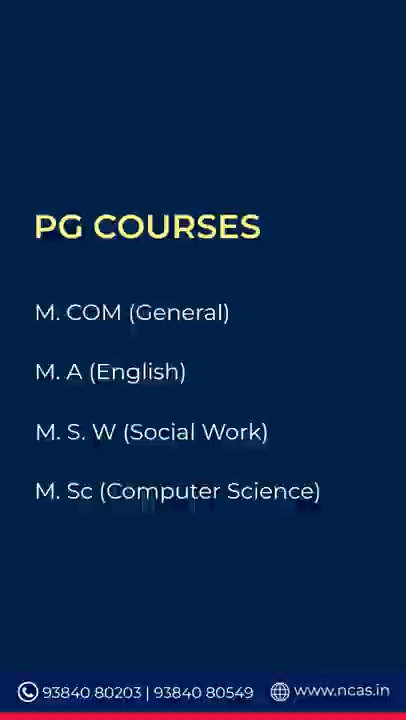 PG COURSES
M. COM (General)
M. A (English)
M. S. W (Social Work)
M. Sc (Computer Science)
93840 80203 | 93840 80549 www.ncas.in